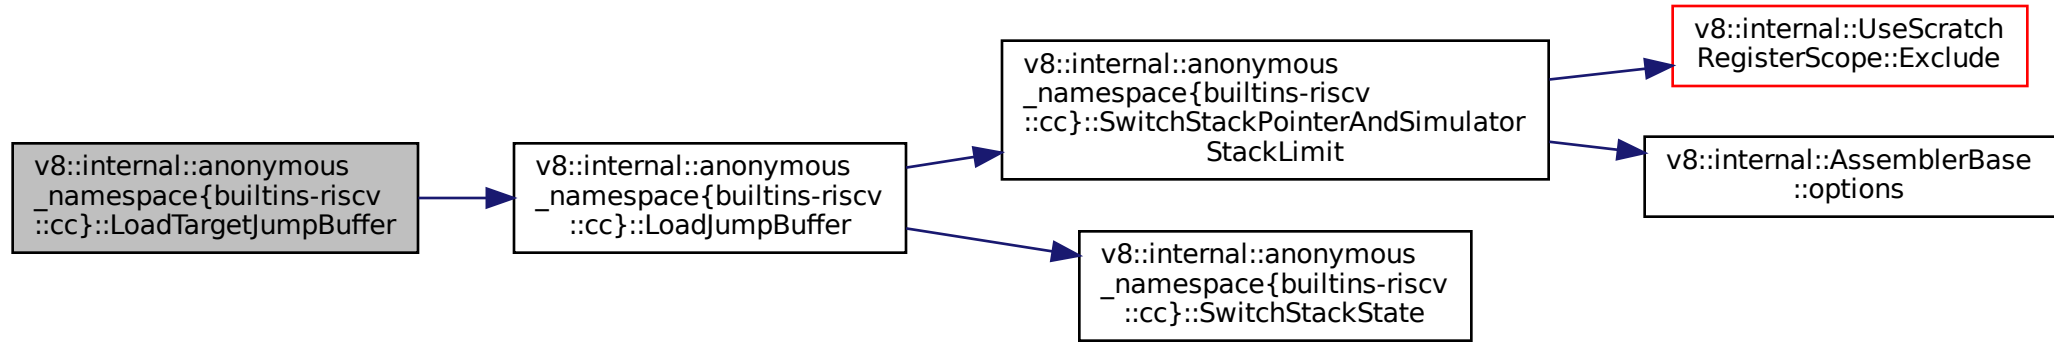 v8::internal::anonymous
_namespace{builtins-riscv
::cc}::LoadTargetJumpBuffer
v8::internal::anonymous
_namespace{builtins-riscv
::cc}::LoadJumpBuffer
v8::internal::anonymous
_namespace{builtins-riscv
::cc}::SwitchStackPointerAndSimulator
StackLimit
v8::internal::UseScratch
RegisterScope::Exclude
v8::internal::AssemblerBase
::options
v8::internal::anonymous
_namespace{builtins-riscv
::cc}::SwitchStackState